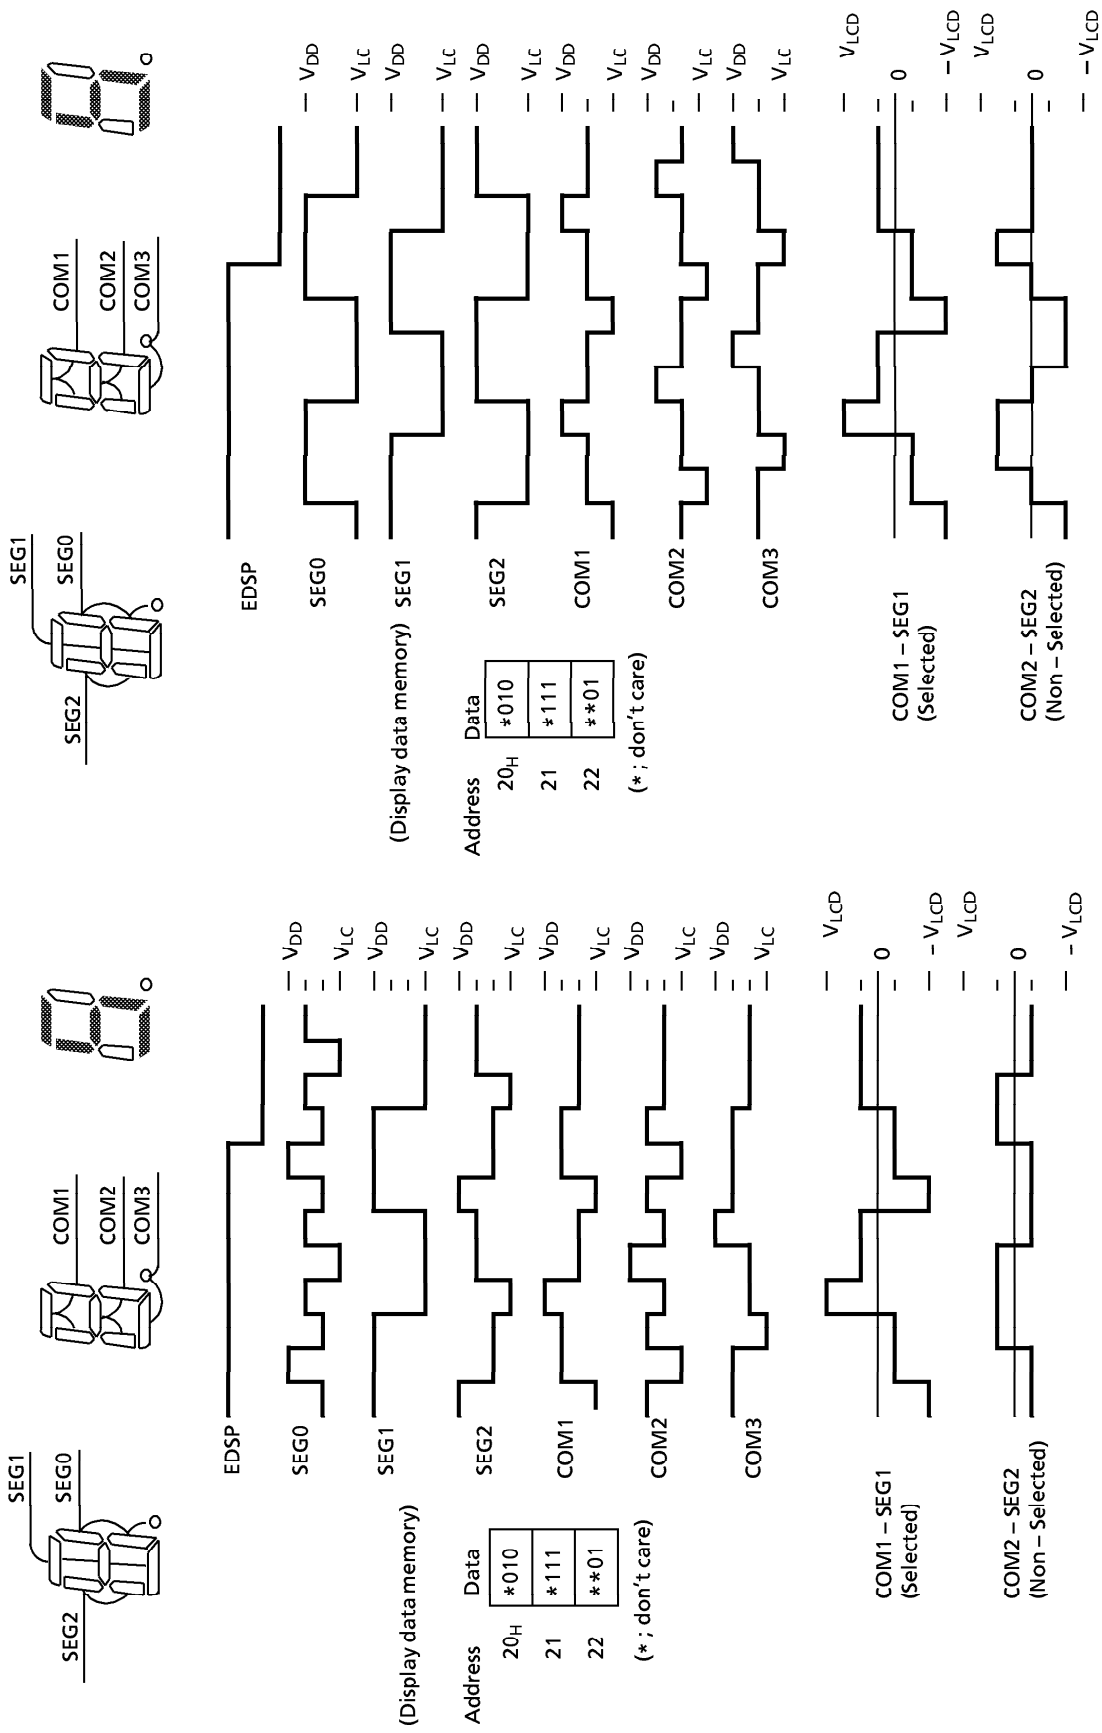 SEG2
SEG1
SEG0
COM1
COM2
COM3
EDSP
SEG0
VDD
VLC
(Display data memory)
SEG1
VDD
VLC
Address
Data
20H
*010
21
*111
22
**01
(*; don't care)
SEG2
VDD
VLC
COM1
VDD
VLC
COM2
VDD
VLC
COM3
VDD
VLC
COM1 – SEG1
(Selected)
VLCD
0
– VLCD
COM2 – SEG2
(Non – Selected)
VLCD
0
– VLCD
SEG2
SEG1
SEG0
COM1
COM2
COM3
EDSP
SEG0
VDD
VLC
(Display data memory)
SEG1
VDD
VLC
Address
Data
20H
*010
21
*111
22
**01
(*; don't care)
SEG2
VDD
VLC
COM1
VLC
COM2
VDD
VLC
COM3
VDD
VLC
COM1 – SEG1
(Selected)
VLCD
0
– VLCD
COM2 – SEG2
(Non – Selected)
VLCD
0
– VLCD